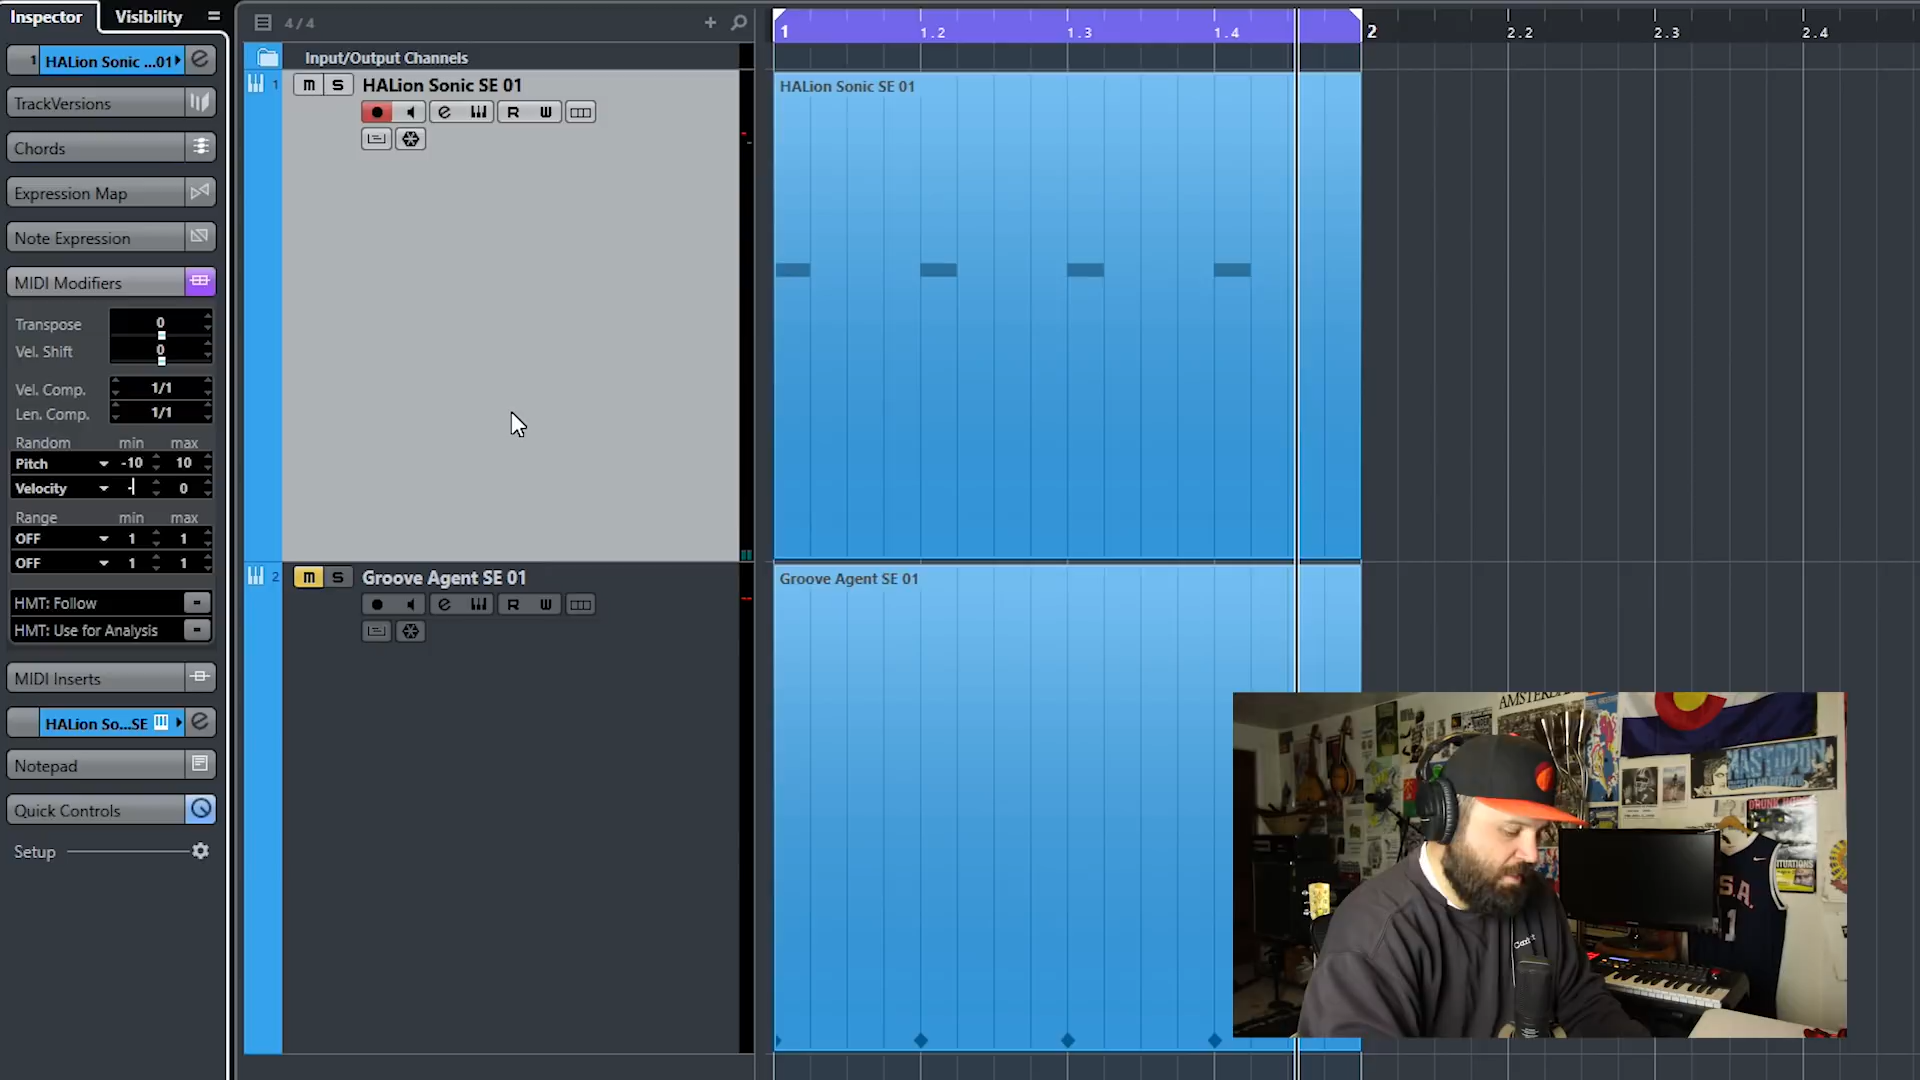 Inspector Visibility
4/4
1 1.2 1.3 1.4 2 2.2 2.3 2.4
1 HALion Sonic ...01
Input/Output Channels
1 M S HALion Sonic SE 01
R W
HALion Sonic SE 01
TrackVersions
Chords
Expression Map
Note Expression
MIDI Modifiers
Transpose 0
Vel. Shift 0
Vel. Comp. 1/1
Len. Comp. 1/1
Random min max
Pitch -10 10
Velocity - 0
Range min max
OFF 1 1
OFF 1 1
HMT: Follow -
HMT: Use for Analysis -
2 M S Groove Agent SE 01
R W
Groove Agent SE 01
MIDI Inserts
HALion So...SE
Notepad
Quick Controls
Setup
AMSTERDAM
MASTODON
S.A.
1